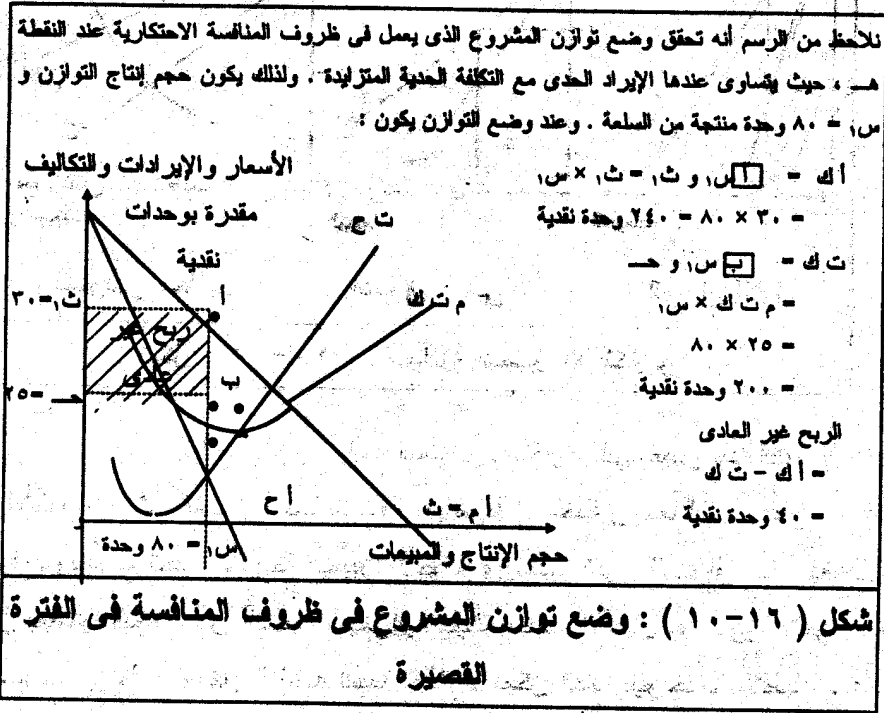 نلاحظ من الرسم أنه تحقق وضع توازن المشروع الذى يعمل فى ظروف المنافسة الاحتكارية عند النقطة
هـ ، حيث يتساوى عندها الإيراد الحدى مع التكلفة الحدية المتزايدة . ولذلك يكون حجم إنتاج التوازن و
س١ = ٨٠ وحدة منتجة من السلعة . وعند وضع التوازن يكون :
أ ك = أ س١ و ث١ = ث١ × س١
= ٣٠ × ٨٠ = ٢٤٠ وحدة نقدية
ت ك = ب س١ و حـ
= م ت ك × س١
= ٢٥ × ٨٠
= ٢٠٠ وحدة نقدية
الربح غير العادى
= أ ك – ت ك
= ٤٠ وحدة نقدية
الأسعار والإيرادات والتكاليف
مقدرة بوحدات
نقدية
ت ح
م ت ك
ث١=٣٠
أ
ربح غير
عادى
ب
حـ =٢٥
أ ح
أ م = ث
س١= ٨٠ وحدة
حجم الإنتاج والمبيعات
شكل ( ١٦-١٠ ) : وضع توازن المشروع فى ظروف المنافسة فى الفترة
القصيرة